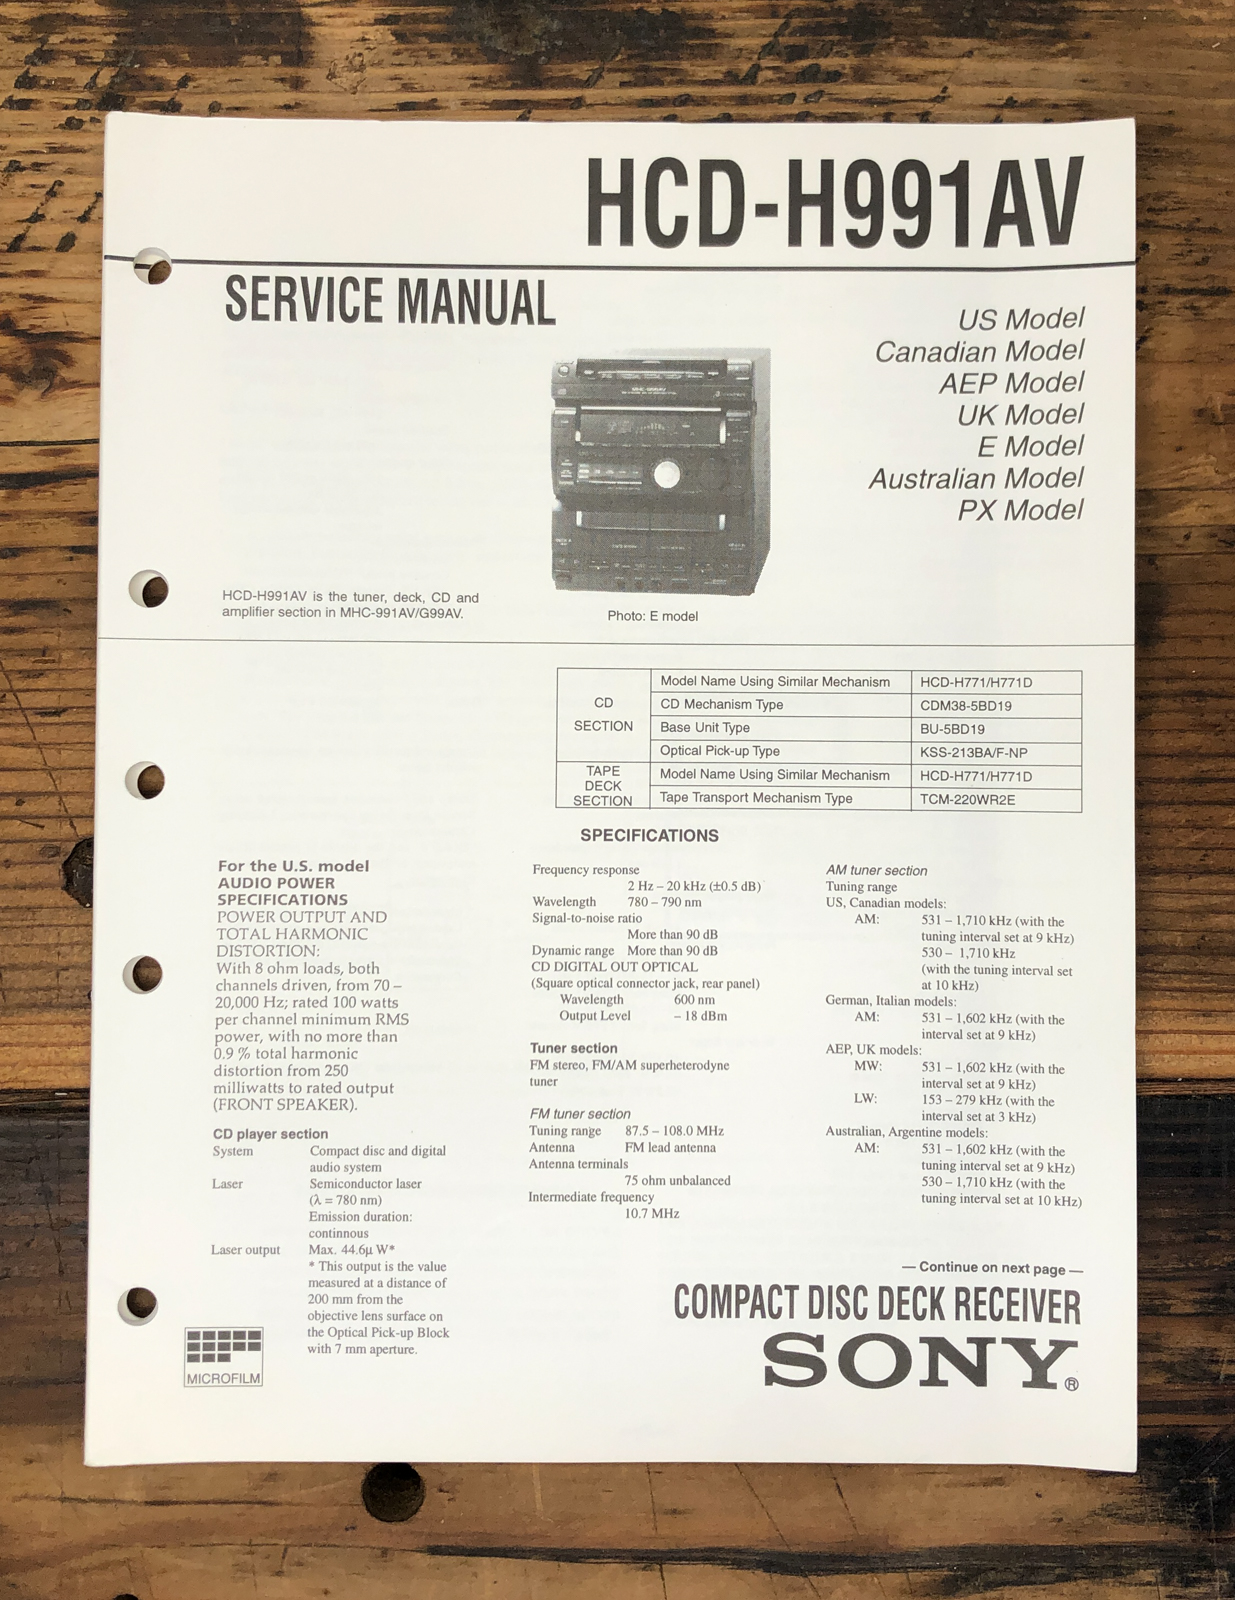 HCD-H991AV
SERVICE MANUAL
US Model
Canadian Model
AEP Model
UK Model
E Model
Australian Model
PX Model
HCD-H991AV is the tuner, deck, CD and
amplifier section in MHC-991AV/G99AV.
Photo: E model
CD SECTION
Model Name Using Similar Mechanism HCD-H771/H771D
CD Mechanism Type CDM38-5BD19
Base Unit Type BU-5BD19
Optical Pick-up Type KSS-213BA/F-NP
TAPE DECK SECTION
Model Name Using Similar Mechanism HCD-H771/H771D
Tape Transport Mechanism Type TCM-220WR2E
SPECIFICATIONS
For the U.S. model
AUDIO POWER
SPECIFICATIONS
POWER OUTPUT AND
TOTAL HARMONIC
DISTORTION:
With 8 ohm loads, both
channels driven, from 70 –
20,000 Hz; rated 100 watts
per channel minimum RMS
power, with no more than
0.9 % total harmonic
distortion from 250
milliwatts to rated output
(FRONT SPEAKER).
CD player section
System Compact disc and digital
audio system
Laser Semiconductor laser
(λ = 780 nm)
Emission duration:
continnous
Laser output Max. 44.6µ W*
* This output is the value
measured at a distance of
200 mm from the
objective lens surface on
the Optical Pick-up Block
with 7 mm aperture.
Frequency response
2 Hz – 20 kHz (±0.5 dB)
Wavelength 780 – 790 nm
Signal-to-noise ratio
More than 90 dB
Dynamic range More than 90 dB
CD DIGITAL OUT OPTICAL
(Square optical connector jack, rear panel)
Wavelength 600 nm
Output Level – 18 dBm
Tuner section
FM stereo, FM/AM superheterodyne
tuner
FM tuner section
Tuning range 87.5 – 108.0 MHz
Antenna FM lead antenna
Antenna terminals
75 ohm unbalanced
Intermediate frequency
10.7 MHz
AM tuner section
Tuning range
US, Canadian models:
AM: 531 – 1,710 kHz (with the
tuning interval set at 9 kHz)
530 – 1,710 kHz
(with the tuning interval set
at 10 kHz)
German, Italian models:
AM: 531 – 1,602 kHz (with the
interval set at 9 kHz)
AEP, UK models:
MW: 531 – 1,602 kHz (with the
interval set at 9 kHz)
LW: 153 – 279 kHz (with the
interval set at 3 kHz)
Australian, Argentine models:
AM: 531 – 1,602 kHz (with the
tuning interval set at 9 kHz)
530 – 1,710 kHz (with the
tuning interval set at 10 kHz)
— Continue on next page —
COMPACT DISC DECK RECEIVER
SONY®
MICROFILM